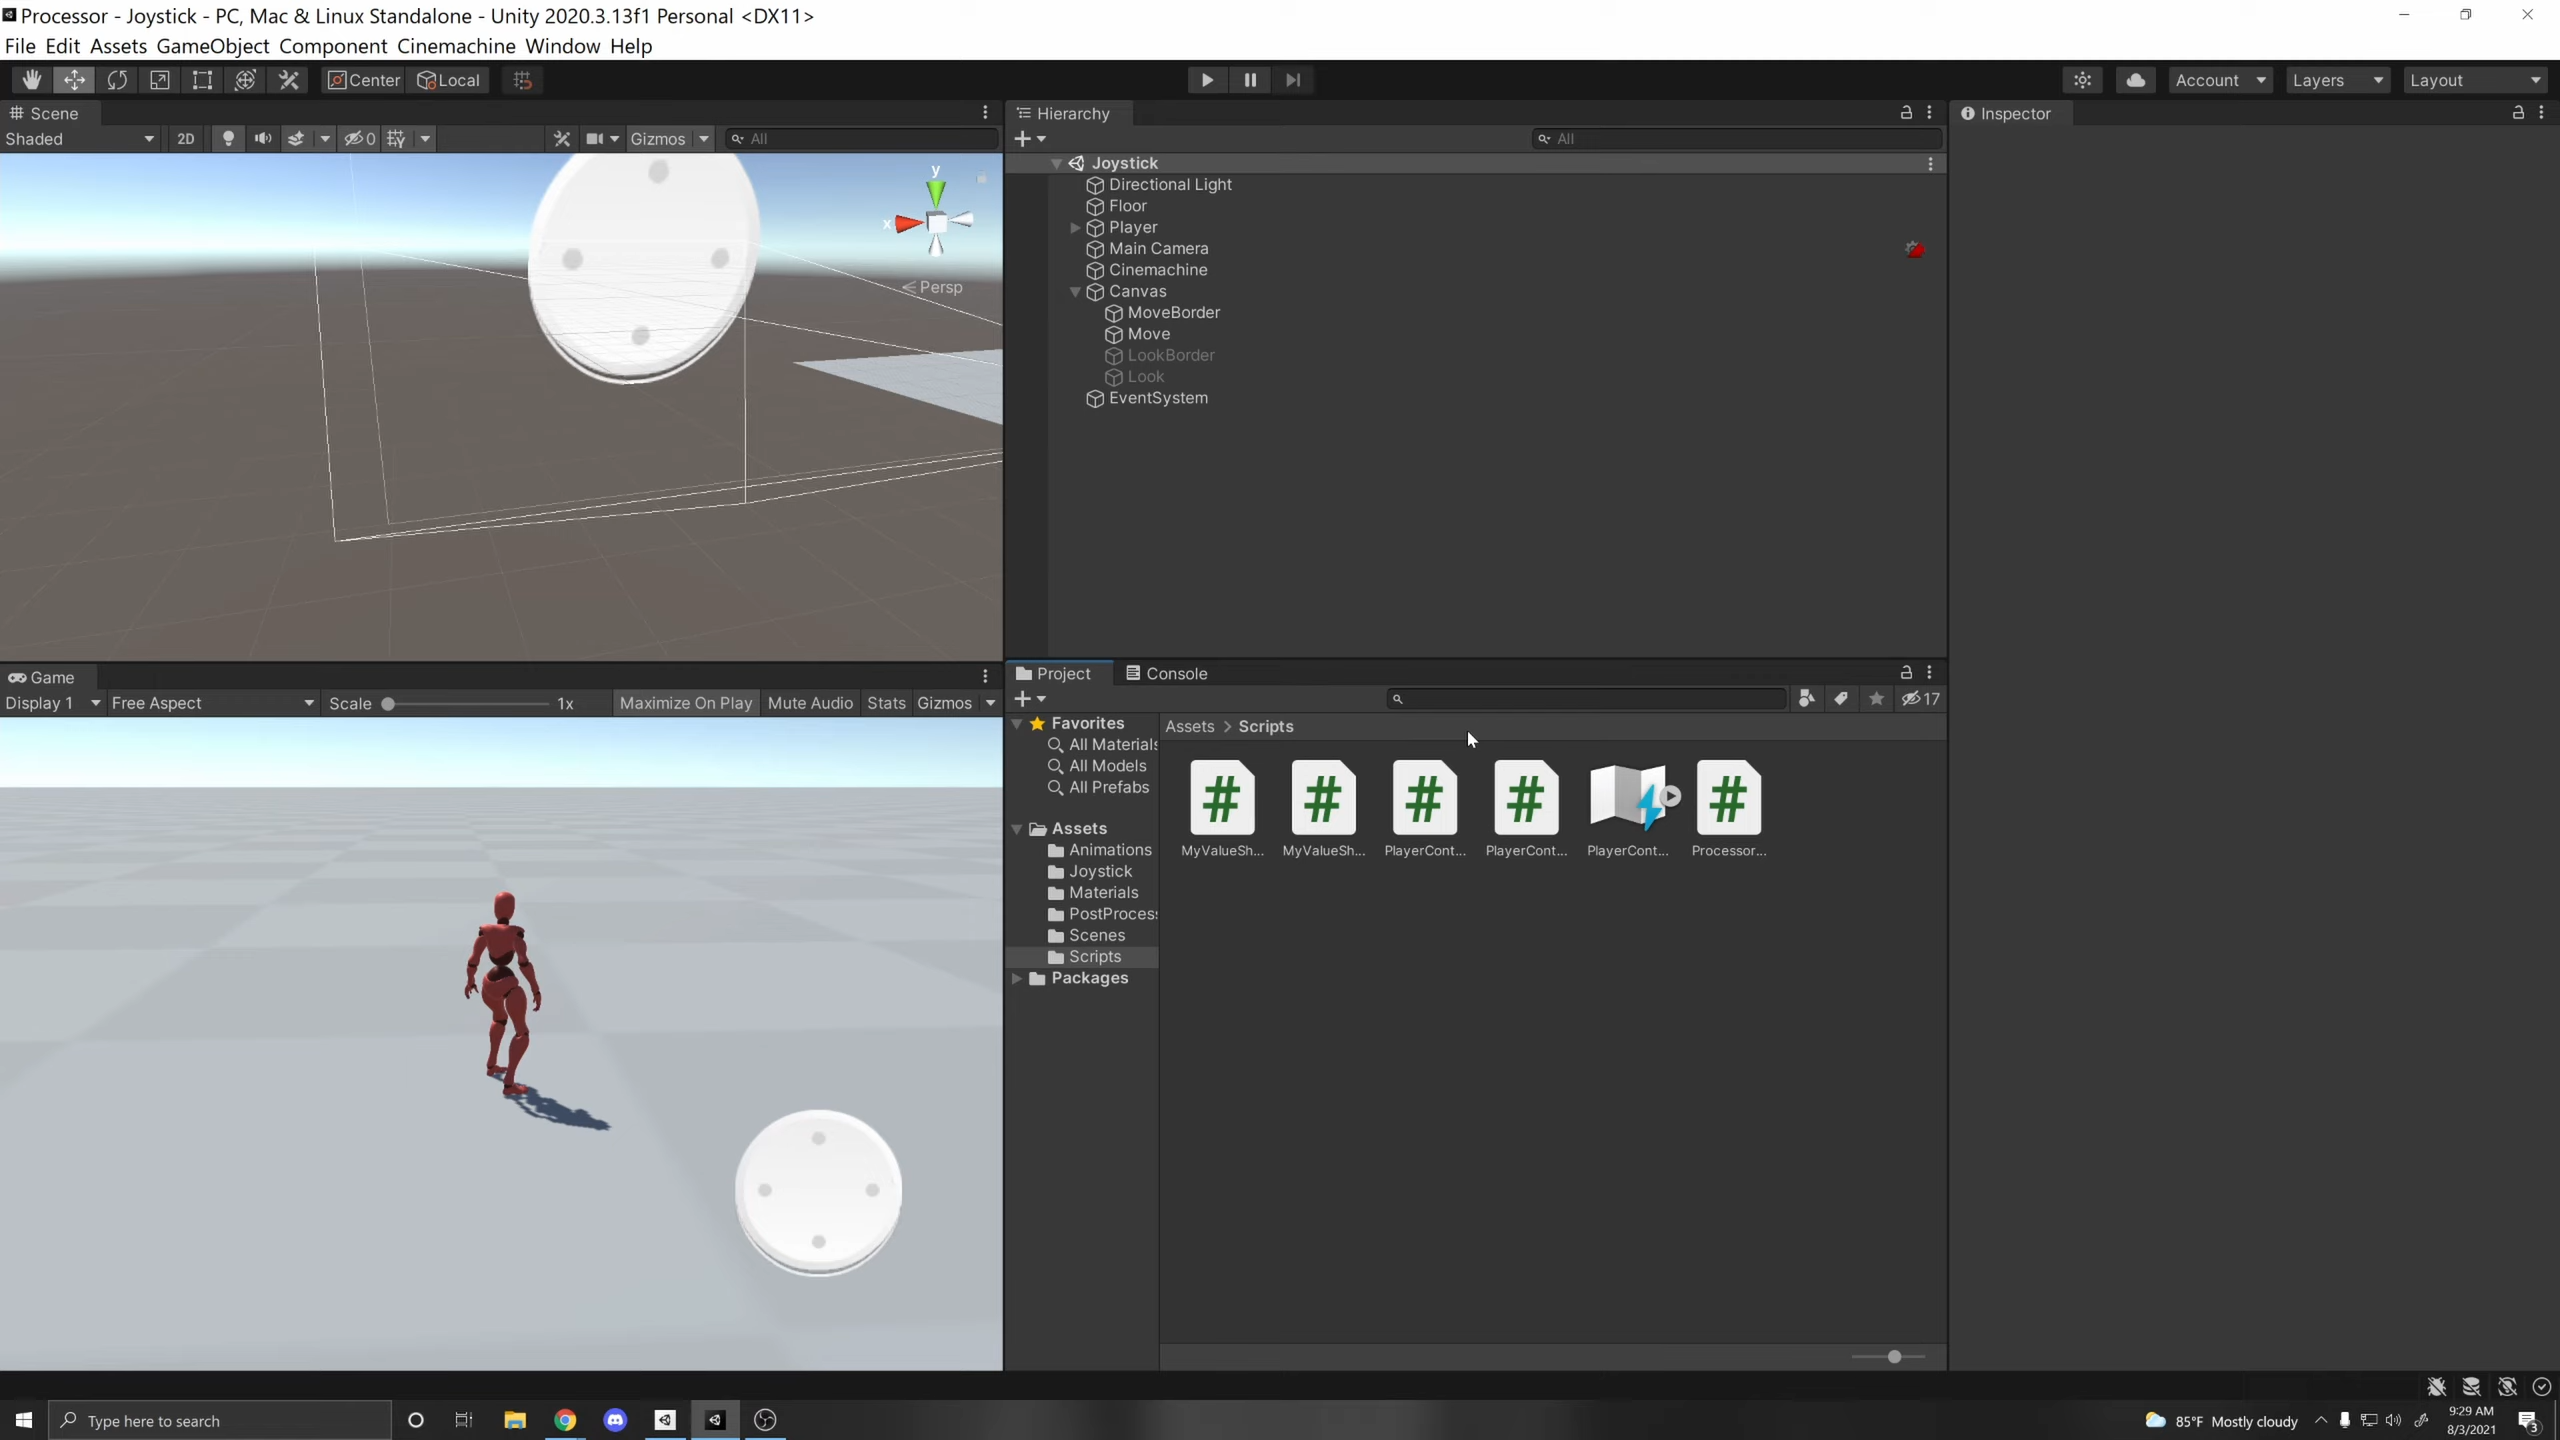 Processor - Joystick - PC, Mac & Linux Standalone - Unity 2020.3.13f1 Personal <DX11>
File Edit Assets GameObject Component Cinemachine Window Help
Center Local
Account Layers Layout
Scene
Shaded 2D 0 Gizmos All
y
x
Persp
Hierarchy
All
Joystick
Directional Light
Floor
Player
Main Camera
Cinemachine
Canvas
MoveBorder
Move
LookBorder
Look
EventSystem
Inspector
Game
Display 1 Free Aspect Scale 1x Maximize On Play Mute Audio Stats Gizmos
Project Console
17
Favorites
All Materials
All Models
All Prefabs
Assets
Animations
Joystick
Materials
PostProces
Scenes
Scripts
Packages
Assets > Scripts
# # # # #
MyValueSh... MyValueSh... PlayerCont... PlayerCont... PlayerCont... Processor...
Type here to search
85°F Mostly cloudy
9:29 AM
8/3/2021
3